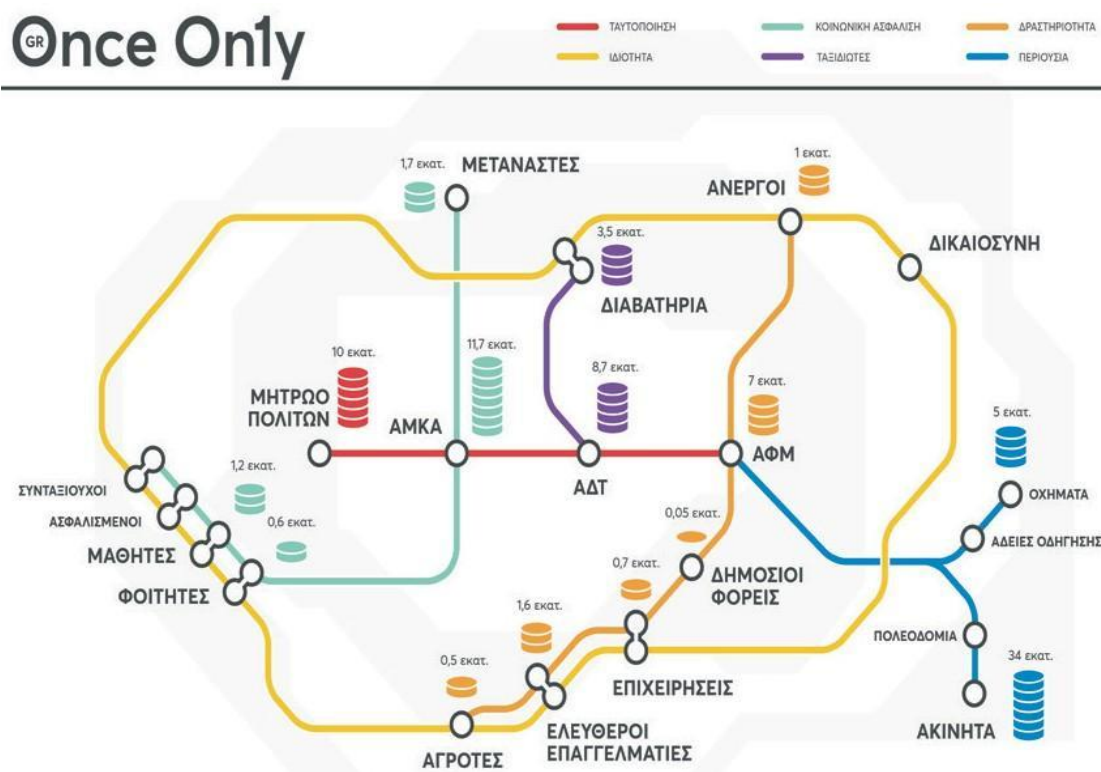 GR Once On1y
ΤΑΥΤΟΠΟΙΗΣΗ
ΚΟΙΝΩΝΙΚΗ ΑΣΦΑΛΙΣΗ
ΔΡΑΣΤΗΡΙΟΤΗΤΑ
ΙΔΙΟΤΗΤΑ
ΤΑΞΙΔΙΩΤΕΣ
ΠΕΡΙΟΥΣΙΑ
1,7 εκατ.
ΜΕΤΑΝΑΣΤΕΣ
1 εκατ.
ΑΝΕΡΓΟΙ
3,5 εκατ.
ΔΙΑΒΑΤΗΡΙΑ
ΔΙΚΑΙΟΣΥΝΗ
10 εκατ.
ΜΗΤΡΩΟ
ΠΟΛΙΤΩΝ
11,7 εκατ.
ΑΜΚΑ
8,7 εκατ.
ΑΔΤ
7 εκατ.
ΑΦΜ
5 εκατ.
ΟΧΗΜΑΤΑ
ΑΔΕΙΕΣ ΟΔΗΓΗΣΗΣ
1,2 εκατ.
0,6 εκατ.
ΣΥΝΤΑΞΙΟΥΧΟΙ
ΑΣΦΑΛΙΣΜΕΝΟΙ
ΜΑΘΗΤΕΣ
ΦΟΙΤΗΤΕΣ
0,05 εκατ.
ΔΗΜΟΣΙΟΙ
ΦΟΡΕΙΣ
0,7 εκατ.
ΕΠΙΧΕΙΡΗΣΕΙΣ
1,6 εκατ.
ΕΛΕΥΘΕΡΟΙ
ΕΠΑΓΓΕΛΜΑΤΙΕΣ
0,5 εκατ.
ΑΓΡΟΤΕΣ
ΠΟΛΕΟΔΟΜΙΑ
34 εκατ.
ΑΚΙΝΗΤΑ